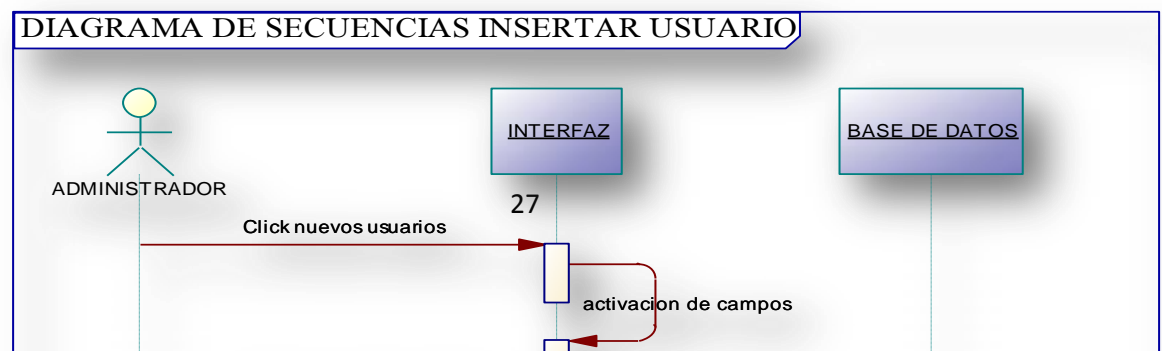 DIAGRAMA DE SECUENCIAS INSERTAR USUARIO
INTERFAZ
BASE DE DATOS
ADMINISTRADOR
27
Click nuevos usuarios
activacion de campos